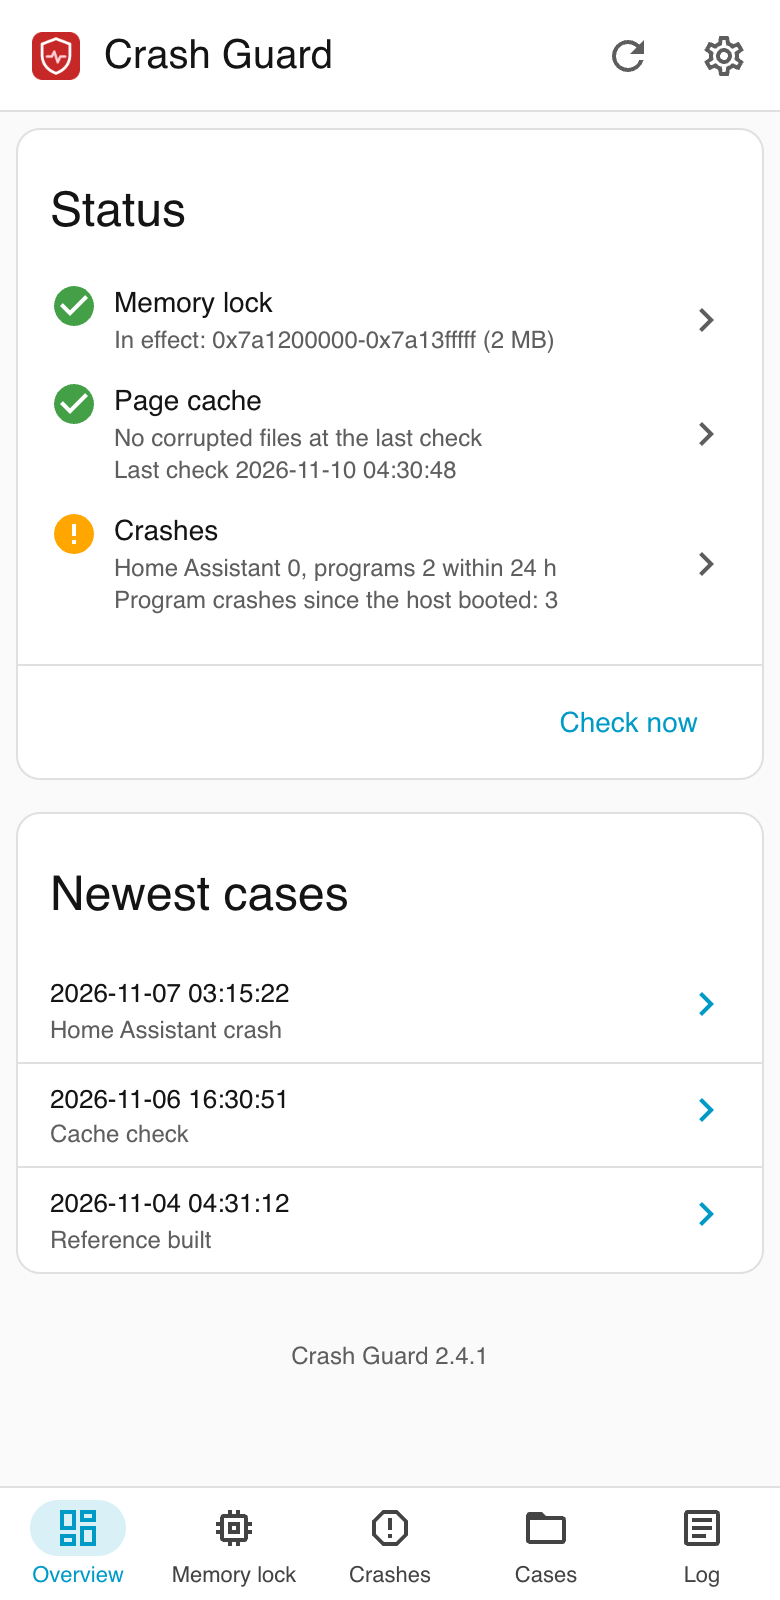 Crash Guard
Status
Memory lock
In effect: 0x7a1200000-0x7a13fffff (2 MB)
Page cache
No corrupted files at the last check
Last check 2026-11-10 04:30:48
Crashes
Home Assistant 0, programs 2 within 24 h
Program crashes since the host booted: 3
Check now
Newest cases
2026-11-07 03:15:22
Home Assistant crash
2026-11-06 16:30:51
Cache check
2026-11-04 04:31:12
Reference built
Crash Guard 2.4.1
Overview
Memory lock
Crashes
Cases
Log